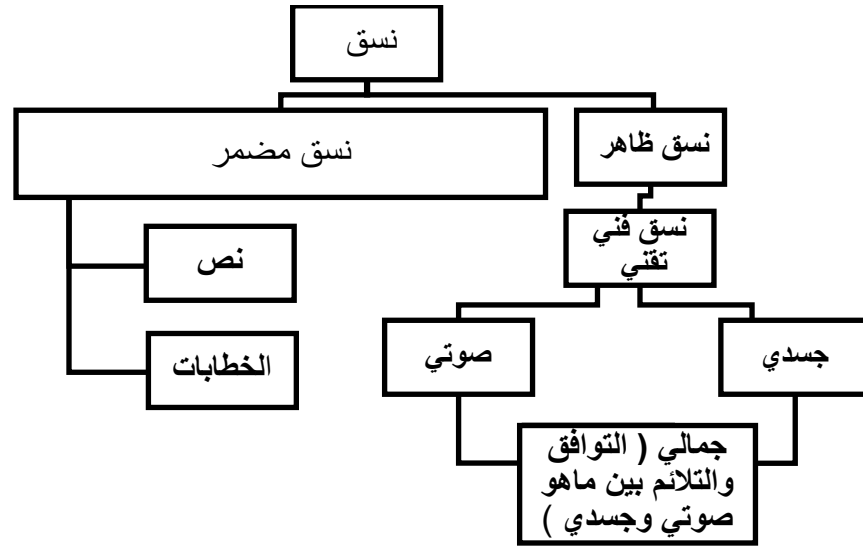 نسق
نسق ظاهر
نسق مضمر
نسق فني
تقني
نص
جسدي
صوتي
الخطابات
جمالي ( التوافق
والتلائم بين ماهو
صوتي وجسدي )